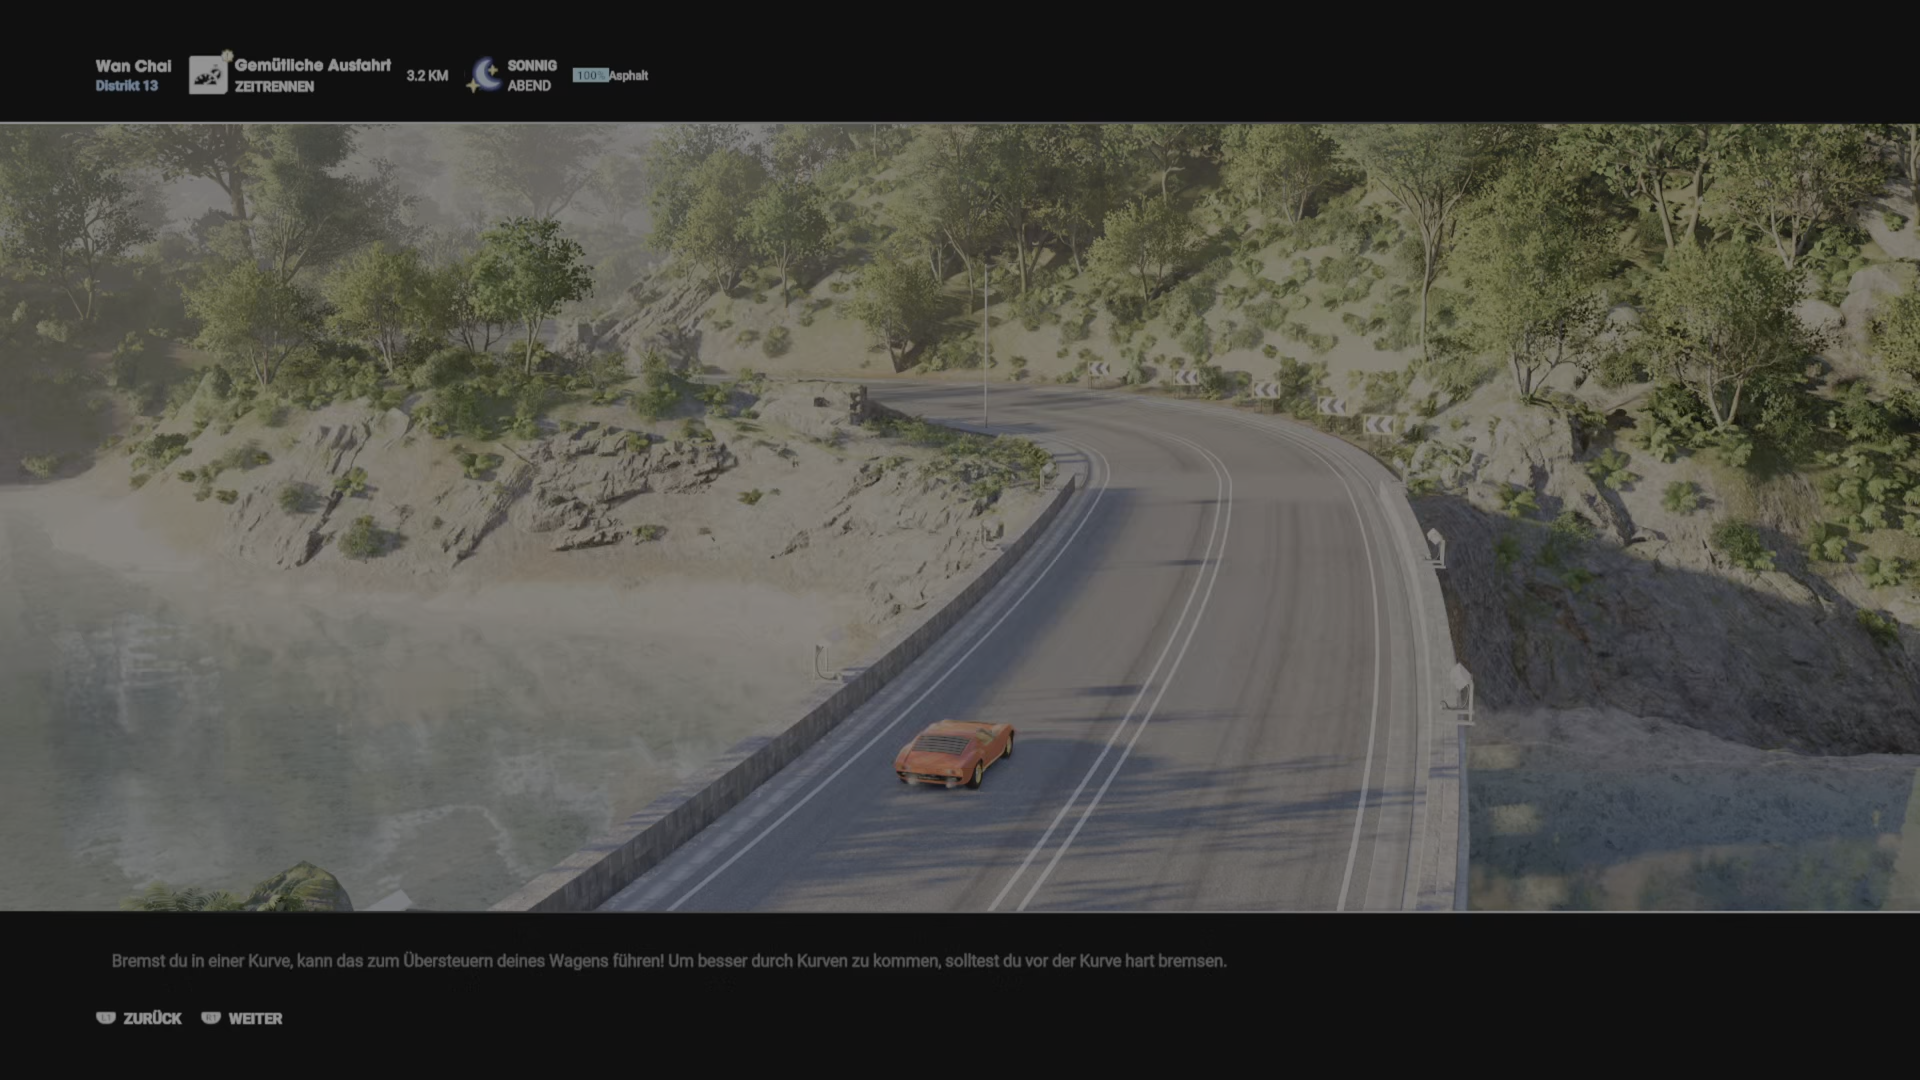 Wan Chai
Distrikt 13
Gemütliche Ausfahrt
ZEITRENNEN
3.2 KM
SONNIG
ABEND
100% Asphalt
Bremst du in einer Kurve, kann das zum Übersteuern deines Wagens führen! Um besser durch Kurven zu kommen, solltest du vor der Kurve hart bremsen.
L1 ZURÜCK R1 WEITER